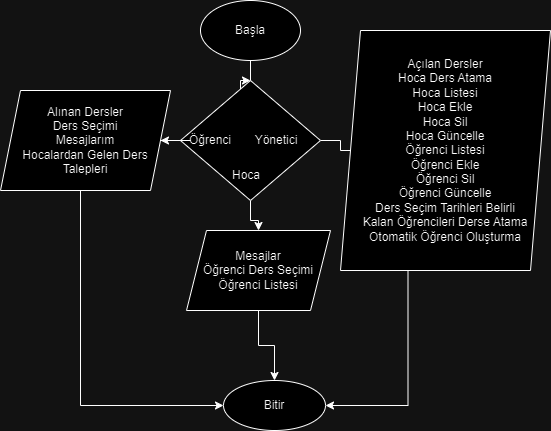 Başla
Öğrenci
Yönetici
Hoca
Alınan Dersler
Ders Seçimi
Mesajlarım
Hocalardan Gelen Ders
Talepleri
Mesajlar
Öğrenci Ders Seçimi
Öğrenci Listesi
Açılan Dersler
Hoca Ders Atama
Hoca Listesi
Hoca Ekle
Hoca Sil
Hoca Güncelle
Öğrenci Listesi
Öğrenci Ekle
Öğrenci Sil
Öğrenci Güncelle
Ders Seçim Tarihleri Belirli
Kalan Öğrencileri Derse Atama
Otomatik Öğrenci Oluşturma
Bitir